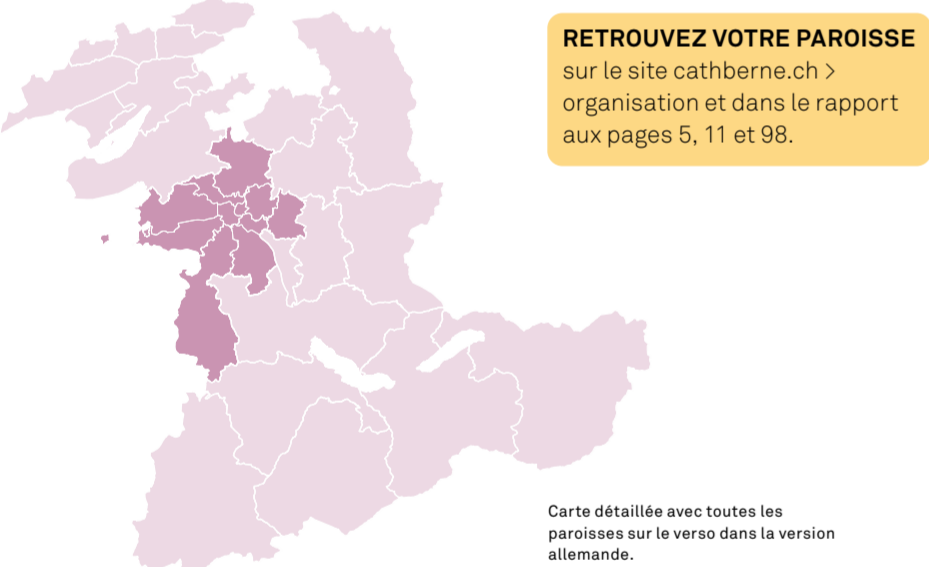 RETROUVEZ VOTRE PAROISSE
sur le site cathberne.ch >
organisation et dans le rapport
aux pages 5, 11 et 98.
Carte détaillée avec toutes les
paroisses sur le verso dans la version
allemande.